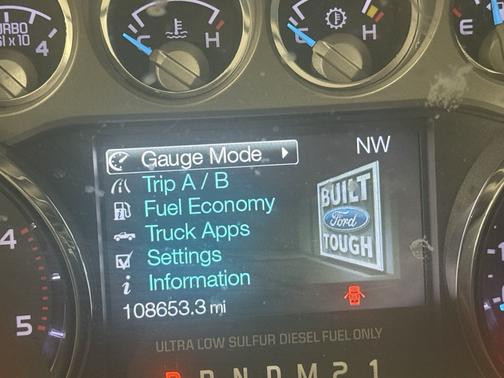 TURBO
PSI x 10
4
C
H
C
H
E
Gauge Mode
NW
Trip A / B
Fuel Economy
Truck Apps
Settings
Information
108653.3 mi
BUILT
Ford
TOUGH
4
5
ULTRA LOW SULFUR DIESEL FUEL ONLY
P R N D M 2 1